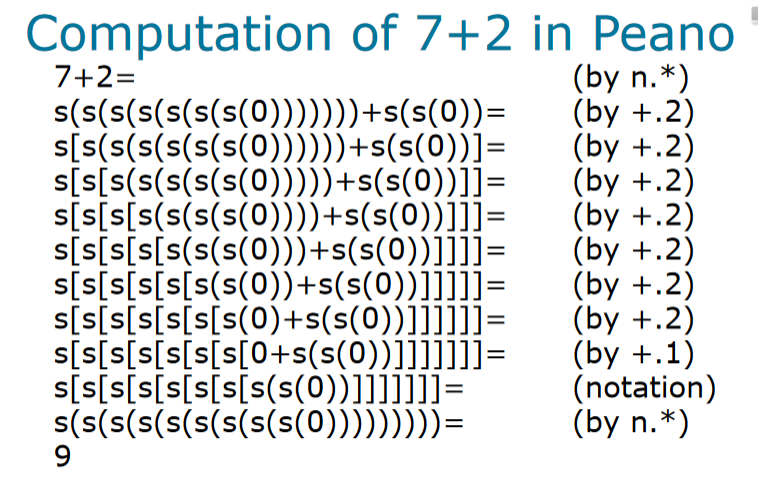 Computation of 7+2 in Peano
7+2= (by n.*)
s(s(s(s(s(s(s(0)))))))+s(s(0))= (by +.2)
s[s(s(s(s(s(s(0))))))+s(s(0))]= (by +.2)
s[s[s(s(s(s(s(0)))))+s(s(0))]]= (by +.2)
s[s[s[s(s(s(s(0))))+s(s(0))]]]= (by +.2)
s[s[s[s[s(s(s(0)))+s(s(0))]]]]= (by +.2)
s[s[s[s[s[s(s(0))+s(s(0))]]]]]= (by +.2)
s[s[s[s[s[s[s(0)+s(s(0))]]]]]]= (by +.2)
s[s[s[s[s[s[s[0+s(s(0))]]]]]]]= (by +.1)
s[s[s[s[s[s[s[s(s(0))]]]]]]]= (notation)
s(s(s(s(s(s(s(s(s(0)))))))))= (by n.*)
9